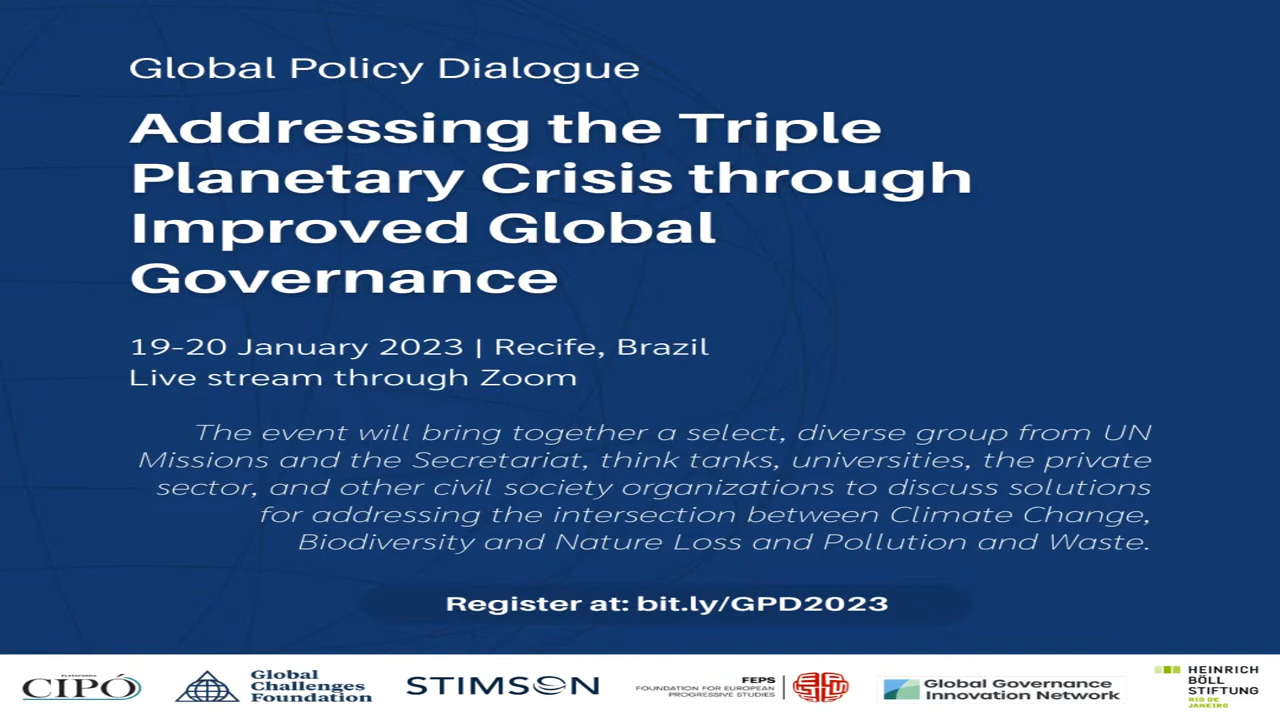 Global Policy Dialogue
Addressing the Triple
Planetary Crisis through
Improved Global
Governance
19-20 January 2023 | Recife, Brazil
Live stream through Zoom
The event will bring together a select, diverse group from UN
Missions and the Secretariat, think tanks, universities, the private
sector, and other civil society organizations to discuss solutions
for addressing the intersection between Climate Change,
Biodiversity and Nature Loss and Pollution and Waste.
Register at: bit.ly/GPD2023
PLATAFORMA
CIPÓ
Global
Challenges
Foundation
STIMSON
FEPS
FOUNDATION FOR EUROPEAN
PROGRESSIVE STUDIES
Global Governance
Innovation Network
HEINRICH
BÖLL
STIFTUNG
RIO DE
JANEIRO